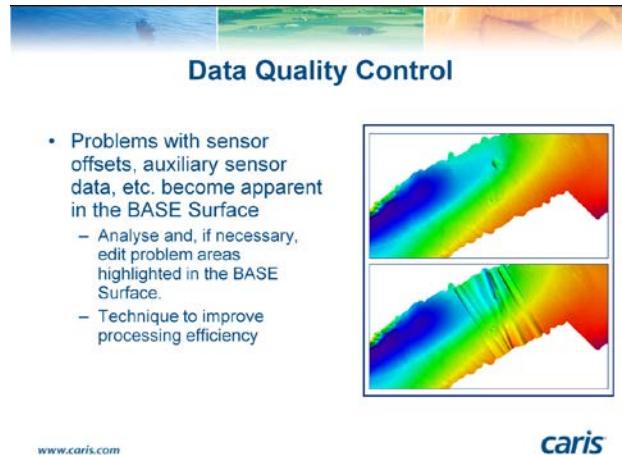 Data Quality Control
• Problems with sensor
offsets, auxiliary sensor
data, etc. become apparent
in the BASE Surface
– Analyse and, if necessary,
edit problem areas
highlighted in the BASE
Surface.
– Technique to improve
processing efficiency
www.caris.com
caris